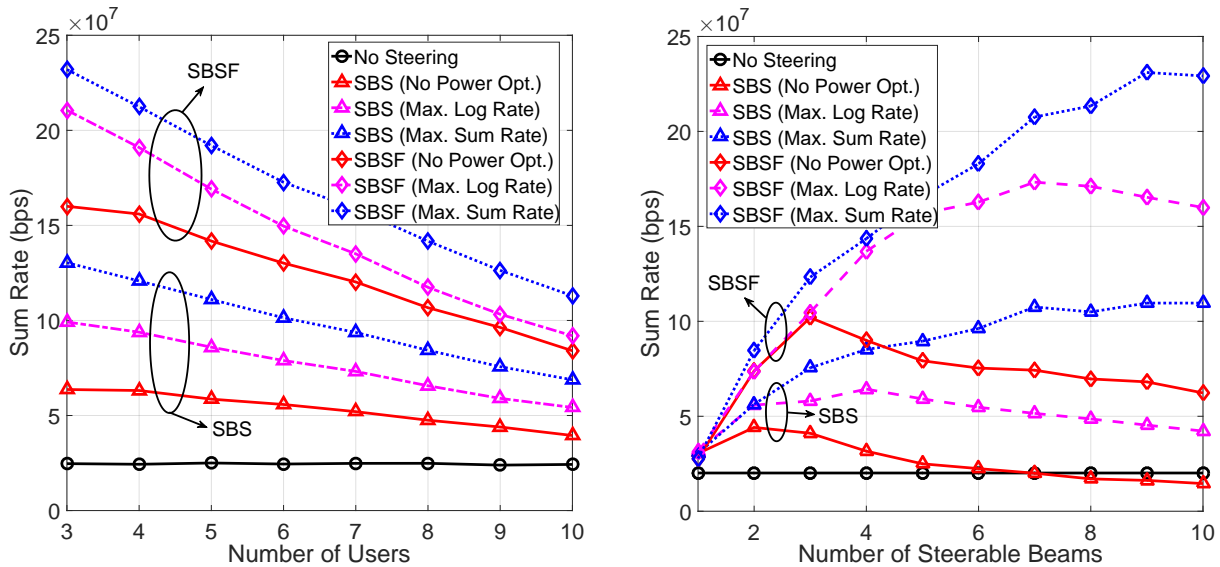 ×10^7
25
20
15
10
5
0
Sum Rate (bps)
3 4 5 6 7 8 9 10
Number of Users
No Steering
SBS (No Power Opt.)
SBS (Max. Log Rate)
SBS (Max. Sum Rate)
SBSF (No Power Opt.)
SBSF (Max. Log Rate)
SBSF (Max. Sum Rate)
SBSF
SBS
×10^7
25
20
15
10
5
0
Sum Rate (bps)
2 4 6 8 10
Number of Steerable Beams
No Steering
SBS (No Power Opt.)
SBS (Max. Log Rate)
SBS (Max. Sum Rate)
SBSF (No Power Opt.)
SBSF (Max. Log Rate)
SBSF (Max. Sum Rate)
SBSF
SBS